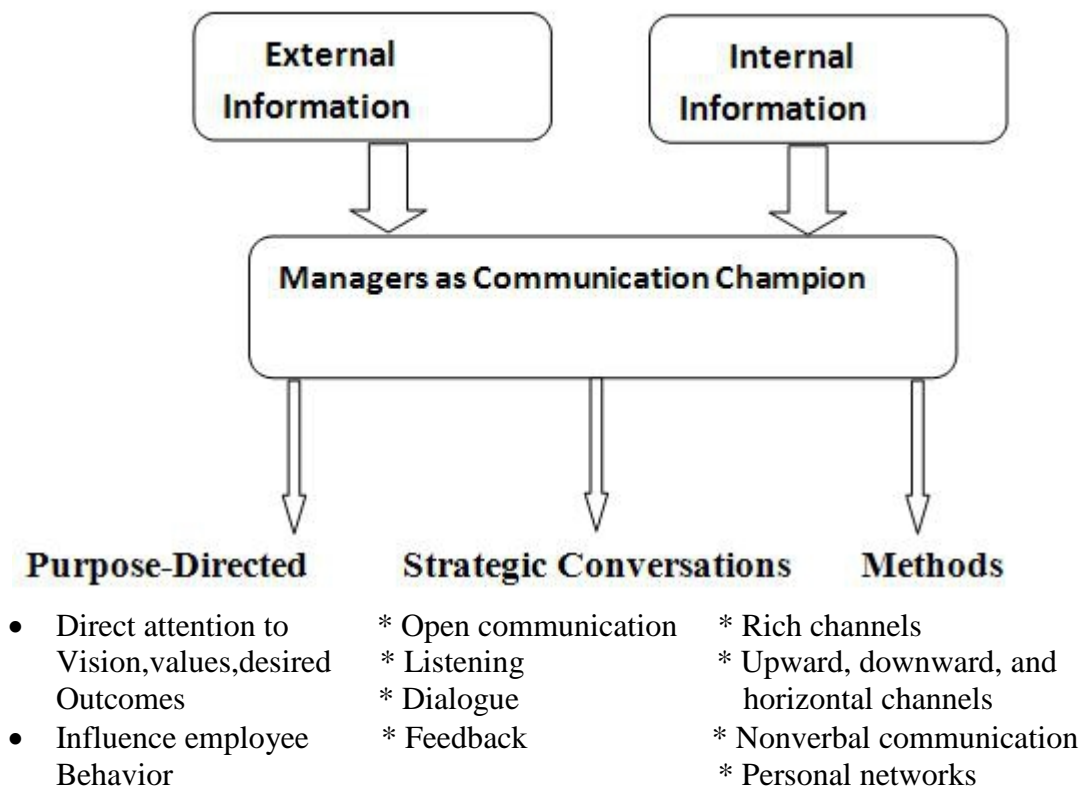 External
Information
Internal
Information
Managers as Communication Champion
Purpose-Directed
• Direct attention to
Vision,values,desired
Outcomes
• Influence employee
Behavior
Strategic Conversations
* Open communication
* Listening
* Dialogue
* Feedback
Methods
* Rich channels
* Upward, downward, and
horizontal channels
* Nonverbal communication
* Personal networks